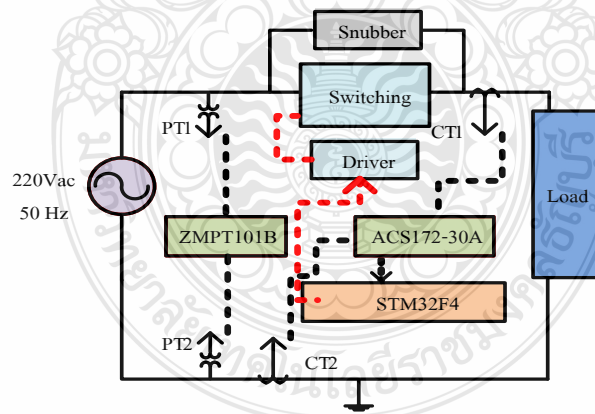 Snubber
Switching
PT1
CT1
Driver
220Vac
50 Hz
Load
ZMPT101B
ACS172-30A
STM32F4
PT2
CT2